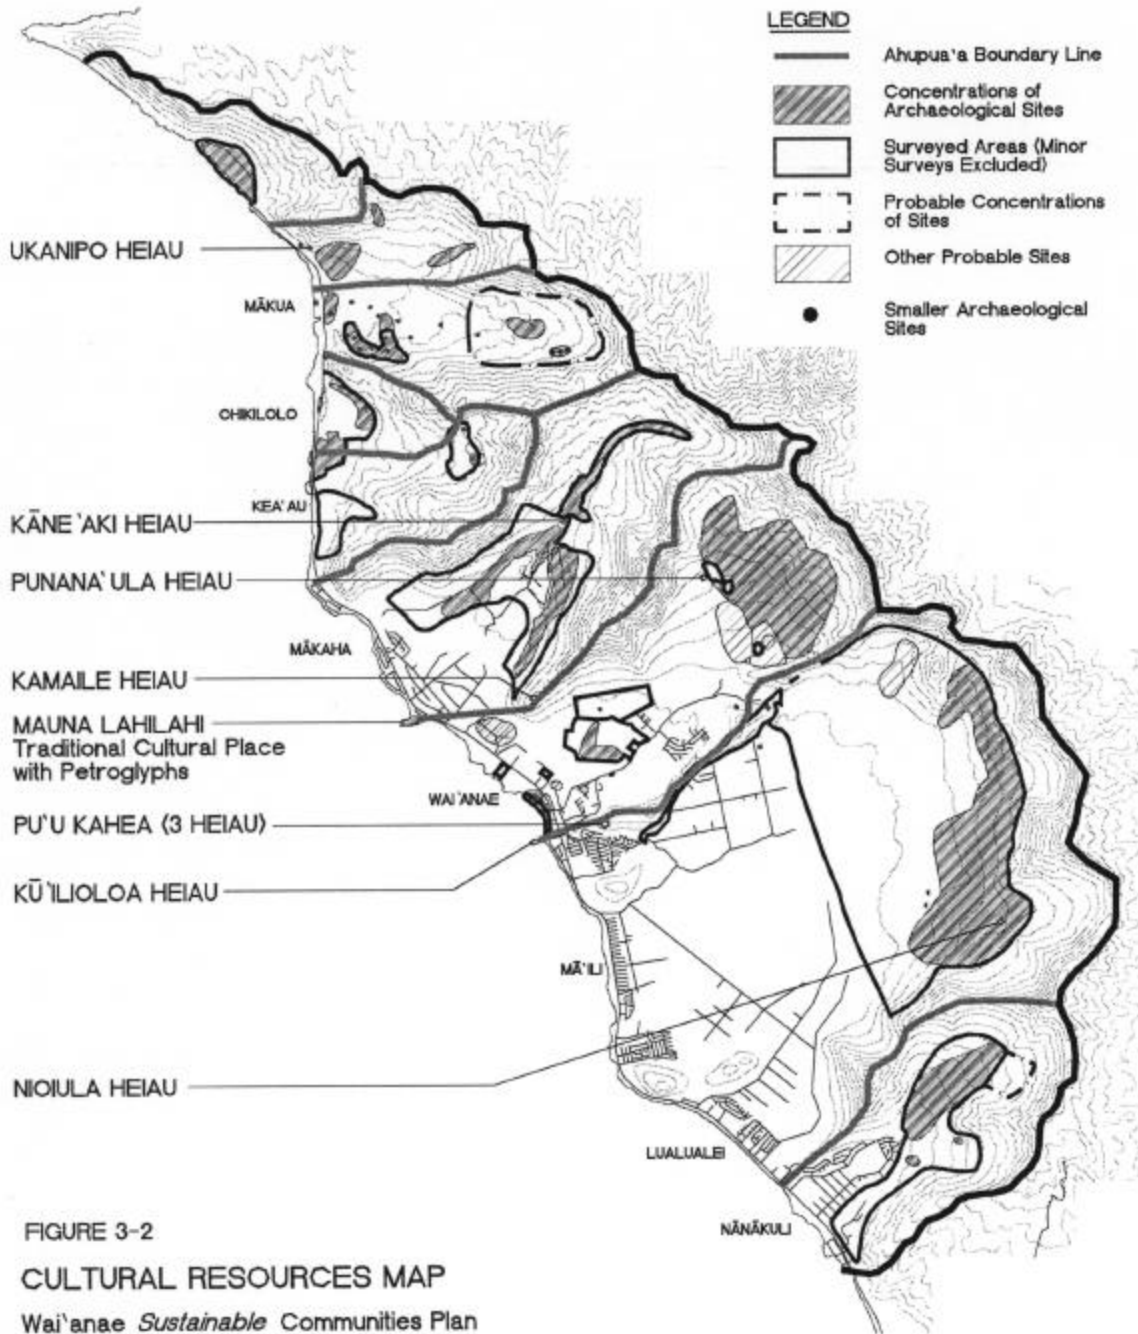 LEGEND
Ahupua'a Boundary Line
Concentrations of
Archaeological Sites
Surveyed Areas (Minor
Surveys Excluded)
Probable Concentrations
of Sites
Other Probable Sites
Smaller Archaeological
Sites
UKANIPO HEIAU
MĀKUA
OHIKILOLO
KEA'AU
KĀNE'AKI HEIAU
PUNANA'ULA HEIAU
MĀKAHA
KAMAILE HEIAU
MAUNA LAHILAHI
Traditional Cultural Place
with Petroglyphs
WAI'ANAE
PU'U KAHEA (3 HEIAU)
KŪ'ILIOLOA HEIAU
MĀ'ILI
NIOIULA HEIAU
LUALUALEI
NĀNĀKULI
FIGURE 3-2
CULTURAL RESOURCES MAP
Wai'anae Sustainable Communities Plan